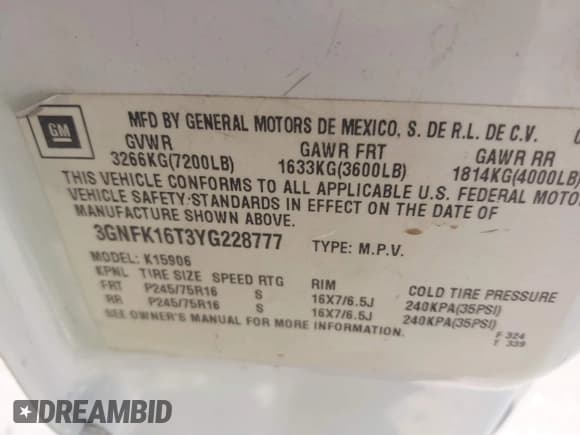 GM
MFD BY GENERAL MOTORS DE MEXICO, S. DE R.L. DE C.V.
GVWR GAWR FRT GAWR RR
3266KG(7200LB) 1633KG(3600LB) 1814KG(4000LB)
THIS VEHICLE CONFORMS TO ALL APPLICABLE U.S. FEDERAL MOTO
VEHICLE SAFETY STANDARDS IN EFFECT ON THE DATE OF
MANUFACTURE SHOWN ABOVE.
3GNFK16T3YG228777 TYPE: M.P.V.
MODEL: K15906
KPNL TIRE SIZE SPEED RTG RIM COLD TIRE PRESSURE
FRT P245/75R16 S 16X7/6.5J 240KPA(35PSI)
RR P245/75R16 S 16X7/6.5J 240KPA(35PSI)
SEE OWNER'S MANUAL FOR MORE INFORMATION.
F 324
T 339
DREAMBID